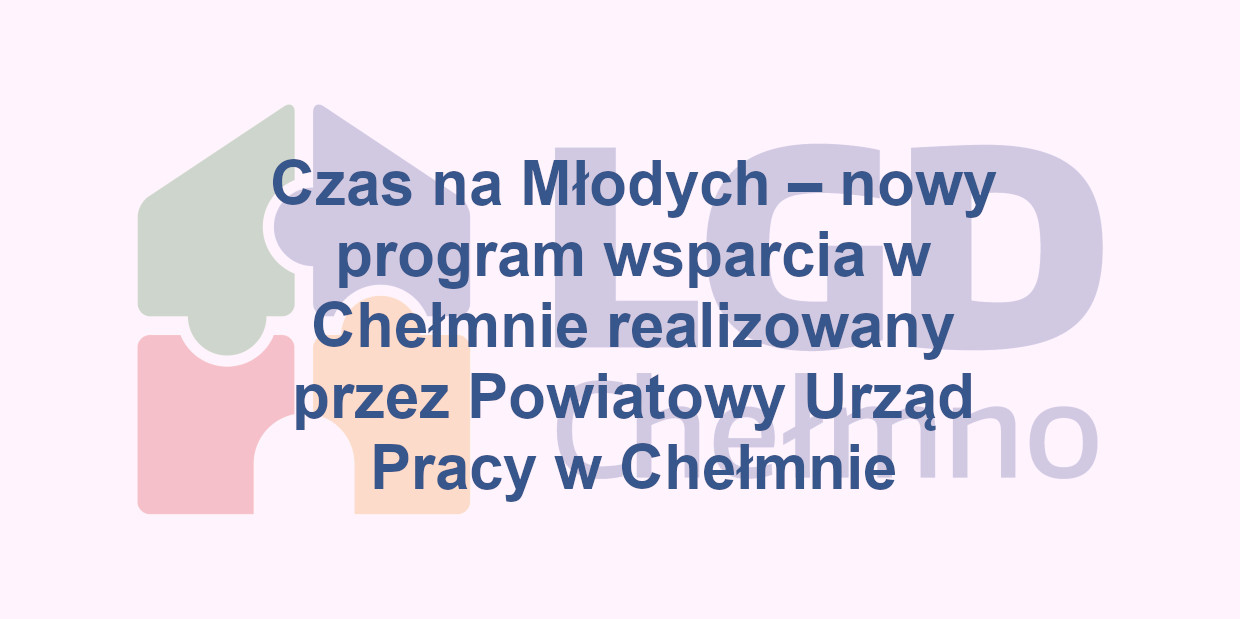 Czas na Młodych – nowy
program wsparcia w
Chełmnie realizowany
przez Powiatowy Urząd
Pracy w Chełmnie
LGD
Chełmno